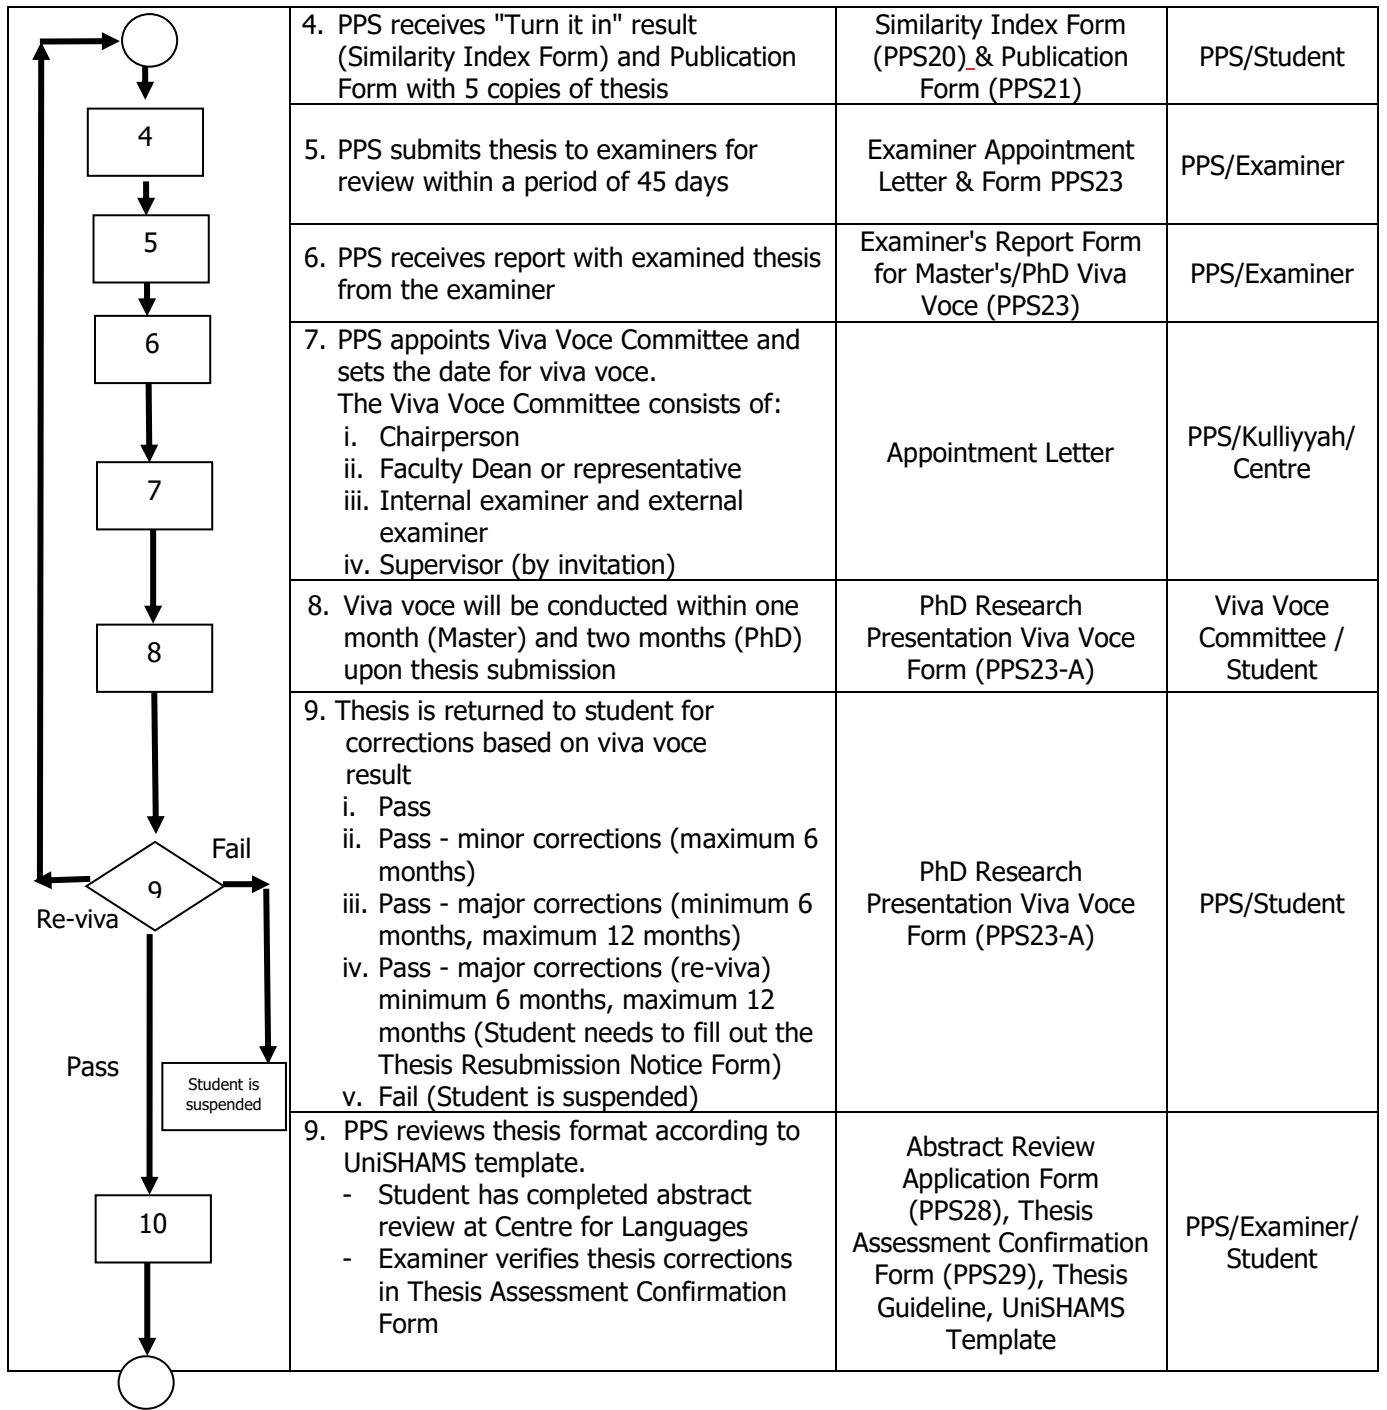 4
5
6
7
8
9
Fail
Re-viva
Pass
Student is
suspended
10
4. PPS receives "Turn it in" result
(Similarity Index Form) and Publication
Form with 5 copies of thesis
Similarity Index Form
(PPS20) & Publication
Form (PPS21)
PPS/Student
5. PPS submits thesis to examiners for
review within a period of 45 days
Examiner Appointment
Letter & Form PPS23
PPS/Examiner
6. PPS receives report with examined thesis
from the examiner
Examiner's Report Form
for Master's/PhD Viva
Voce (PPS23)
PPS/Examiner
7. PPS appoints Viva Voce Committee and
sets the date for viva voce.
The Viva Voce Committee consists of:
i. Chairperson
ii. Faculty Dean or representative
iii. Internal examiner and external
examiner
iv. Supervisor (by invitation)
Appointment Letter
PPS/Kulliyyah/
Centre
8. Viva voce will be conducted within one
month (Master) and two months (PhD)
upon thesis submission
PhD Research
Presentation Viva Voce
Form (PPS23-A)
Viva Voce
Committee /
Student
9. Thesis is returned to student for
corrections based on viva voce
result
i. Pass
ii. Pass - minor corrections (maximum 6
months)
iii. Pass - major corrections (minimum 6
months, maximum 12 months)
iv. Pass - major corrections (re-viva)
minimum 6 months, maximum 12
months (Student needs to fill out the
Thesis Resubmission Notice Form)
v. Fail (Student is suspended)
PhD Research
Presentation Viva Voce
Form (PPS23-A)
PPS/Student
9. PPS reviews thesis format according to
UniSHAMS template.
- Student has completed abstract
review at Centre for Languages
- Examiner verifies thesis corrections
in Thesis Assessment Confirmation
Form
Abstract Review
Application Form
(PPS28), Thesis
Assessment Confirmation
Form (PPS29), Thesis
Guideline, UniSHAMS
Template
PPS/Examiner/
Student